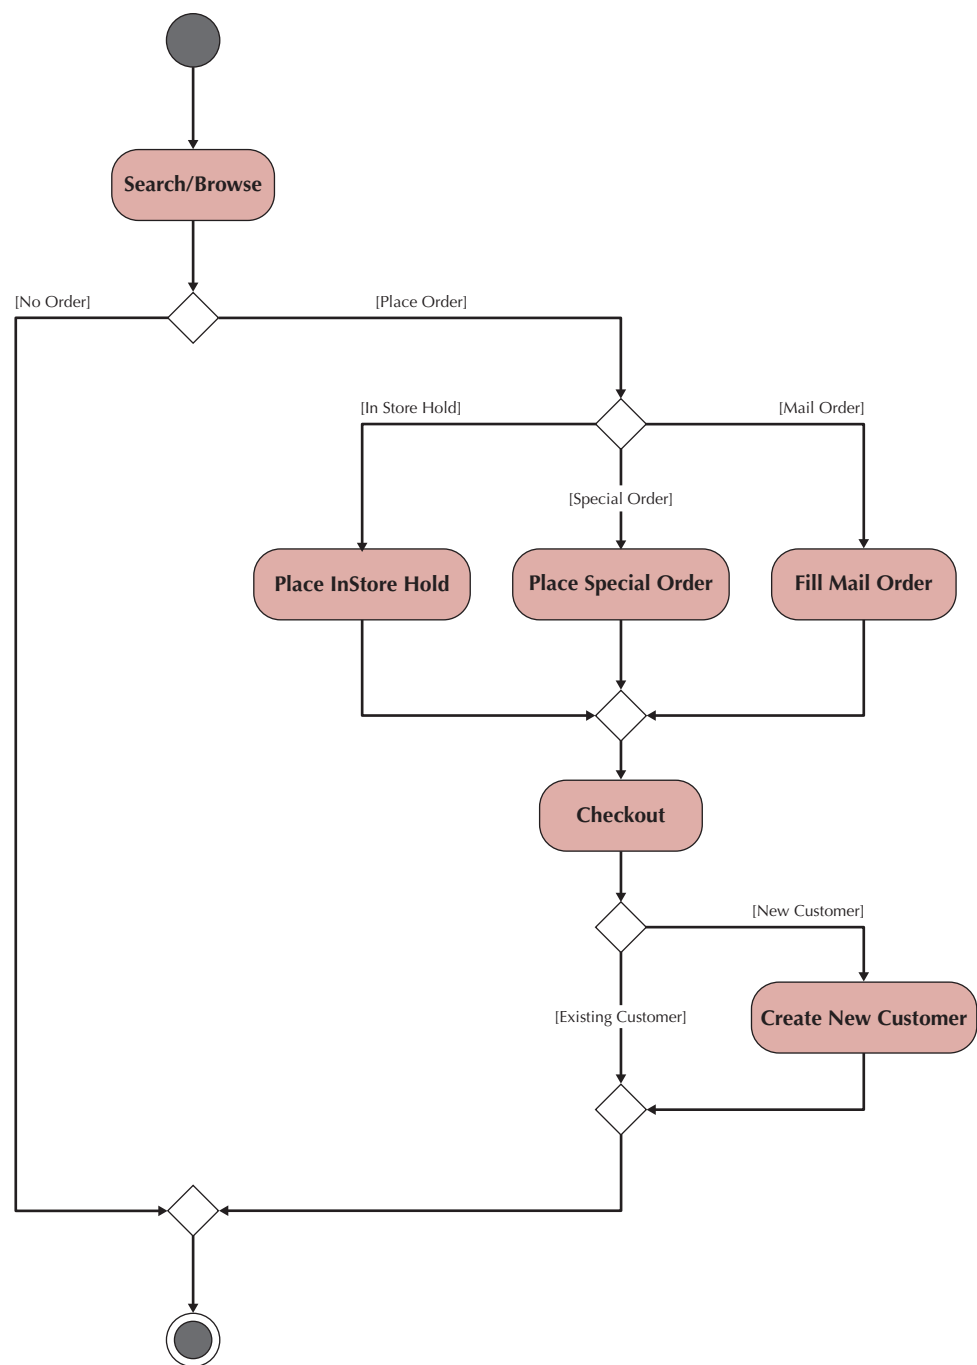 Search/Browse
[No Order]
[Place Order]
[In Store Hold]
[Mail Order]
[Special Order]
Place InStore Hold
Place Special Order
Fill Mail Order
Checkout
[New Customer]
[Existing Customer]
Create New Customer